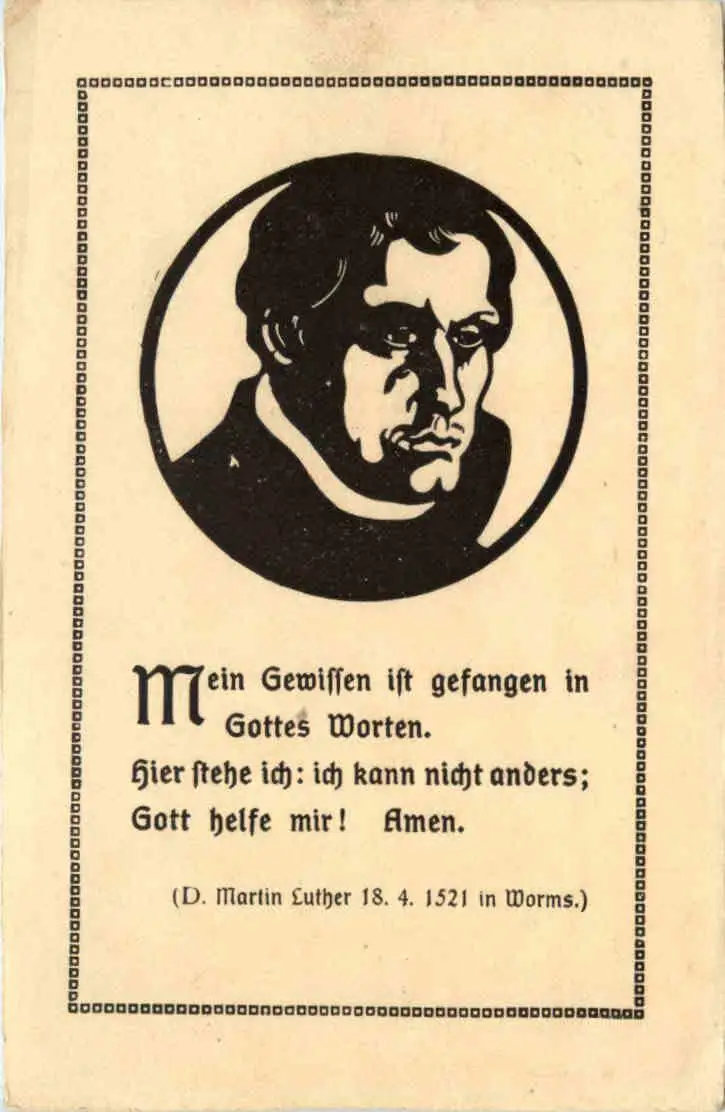 Mein Gewiſſen iſt gefangen in
Gottes Worten.
Hier ſtehe ich: ich kann nicht anders;
Gott helfe mir! Amen.
(D. Martin Luther 18. 4. 1521 in Worms.)